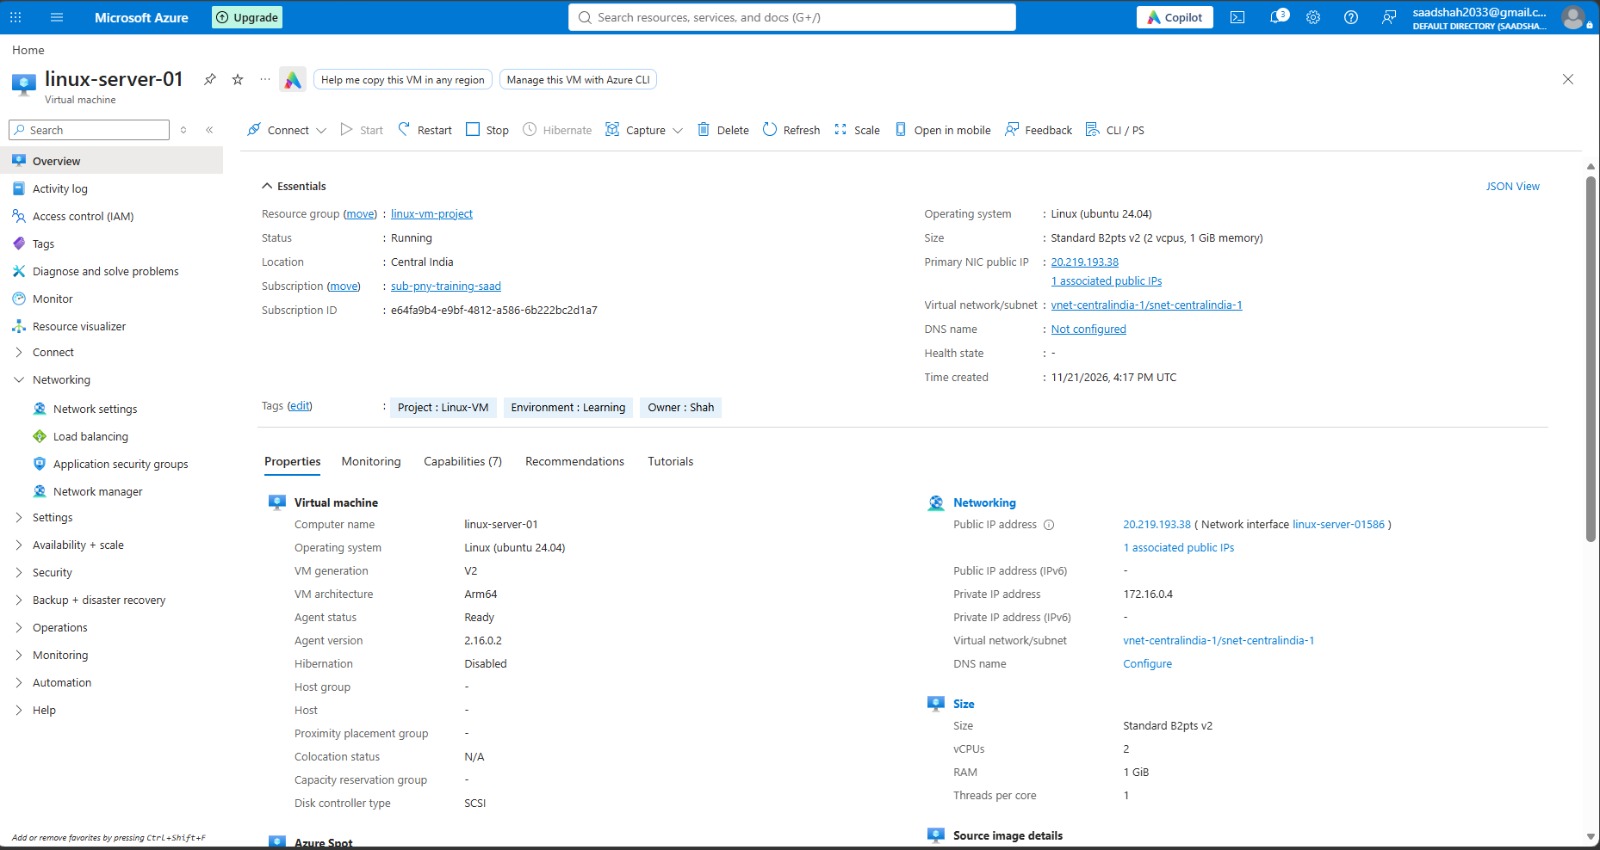 Microsoft Azure
Upgrade
Search resources, services, and docs (G+/)
Copilot
3
saadshah2033@gmail.c...
DEFAULT DIRECTORY (SAADSHA...
Home
linux-server-01
Virtual machine
Help me copy this VM in any region
Manage this VM with Azure CLI
Search
Connect
Start
Restart
Stop
Hibernate
Capture
Delete
Refresh
Scale
Open in mobile
Feedback
CLI / PS
Overview
Activity log
Access control (IAM)
Tags
Diagnose and solve problems
Monitor
Resource visualizer
Connect
Networking
Network settings
Load balancing
Application security groups
Network manager
Settings
Availability + scale
Security
Backup + disaster recovery
Operations
Monitoring
Automation
Help
Add or remove favorites by pressing Ctrl+Shift+F
Essentials
JSON View
Resource group (move) : linux-vm-project
Status : Running
Location : Central India
Subscription (move) : sub-pny-training-saad
Subscription ID : e64fa9b4-e9bf-4812-a586-6b222bc2d1a7
Operating system : Linux (ubuntu 24.04)
Size : Standard B2pts v2 (2 vcpus, 1 GiB memory)
Primary NIC public IP : 20.219.193.38
1 associated public IPs
Virtual network/subnet : vnet-centralindia-1/snet-centralindia-1
DNS name : Not configured
Health state : -
Time created : 11/21/2026, 4:17 PM UTC
Tags (edit) : Project : Linux-VM Environment : Learning Owner : Shah
Properties Monitoring Capabilities (7) Recommendations Tutorials
Virtual machine
Computer name linux-server-01
Operating system Linux (ubuntu 24.04)
VM generation V2
VM architecture Arm64
Agent status Ready
Agent version 2.16.0.2
Hibernation Disabled
Host group -
Host -
Proximity placement group -
Colocation status N/A
Capacity reservation group -
Disk controller type SCSI
Azure Spot
Networking
Public IP address 20.219.193.38 ( Network interface linux-server-01586 )
1 associated public IPs
Public IP address (IPv6) -
Private IP address 172.16.0.4
Private IP address (IPv6) -
Virtual network/subnet vnet-centralindia-1/snet-centralindia-1
DNS name Configure
Size
Size Standard B2pts v2
vCPUs 2
RAM 1 GiB
Threads per core 1
Source image details